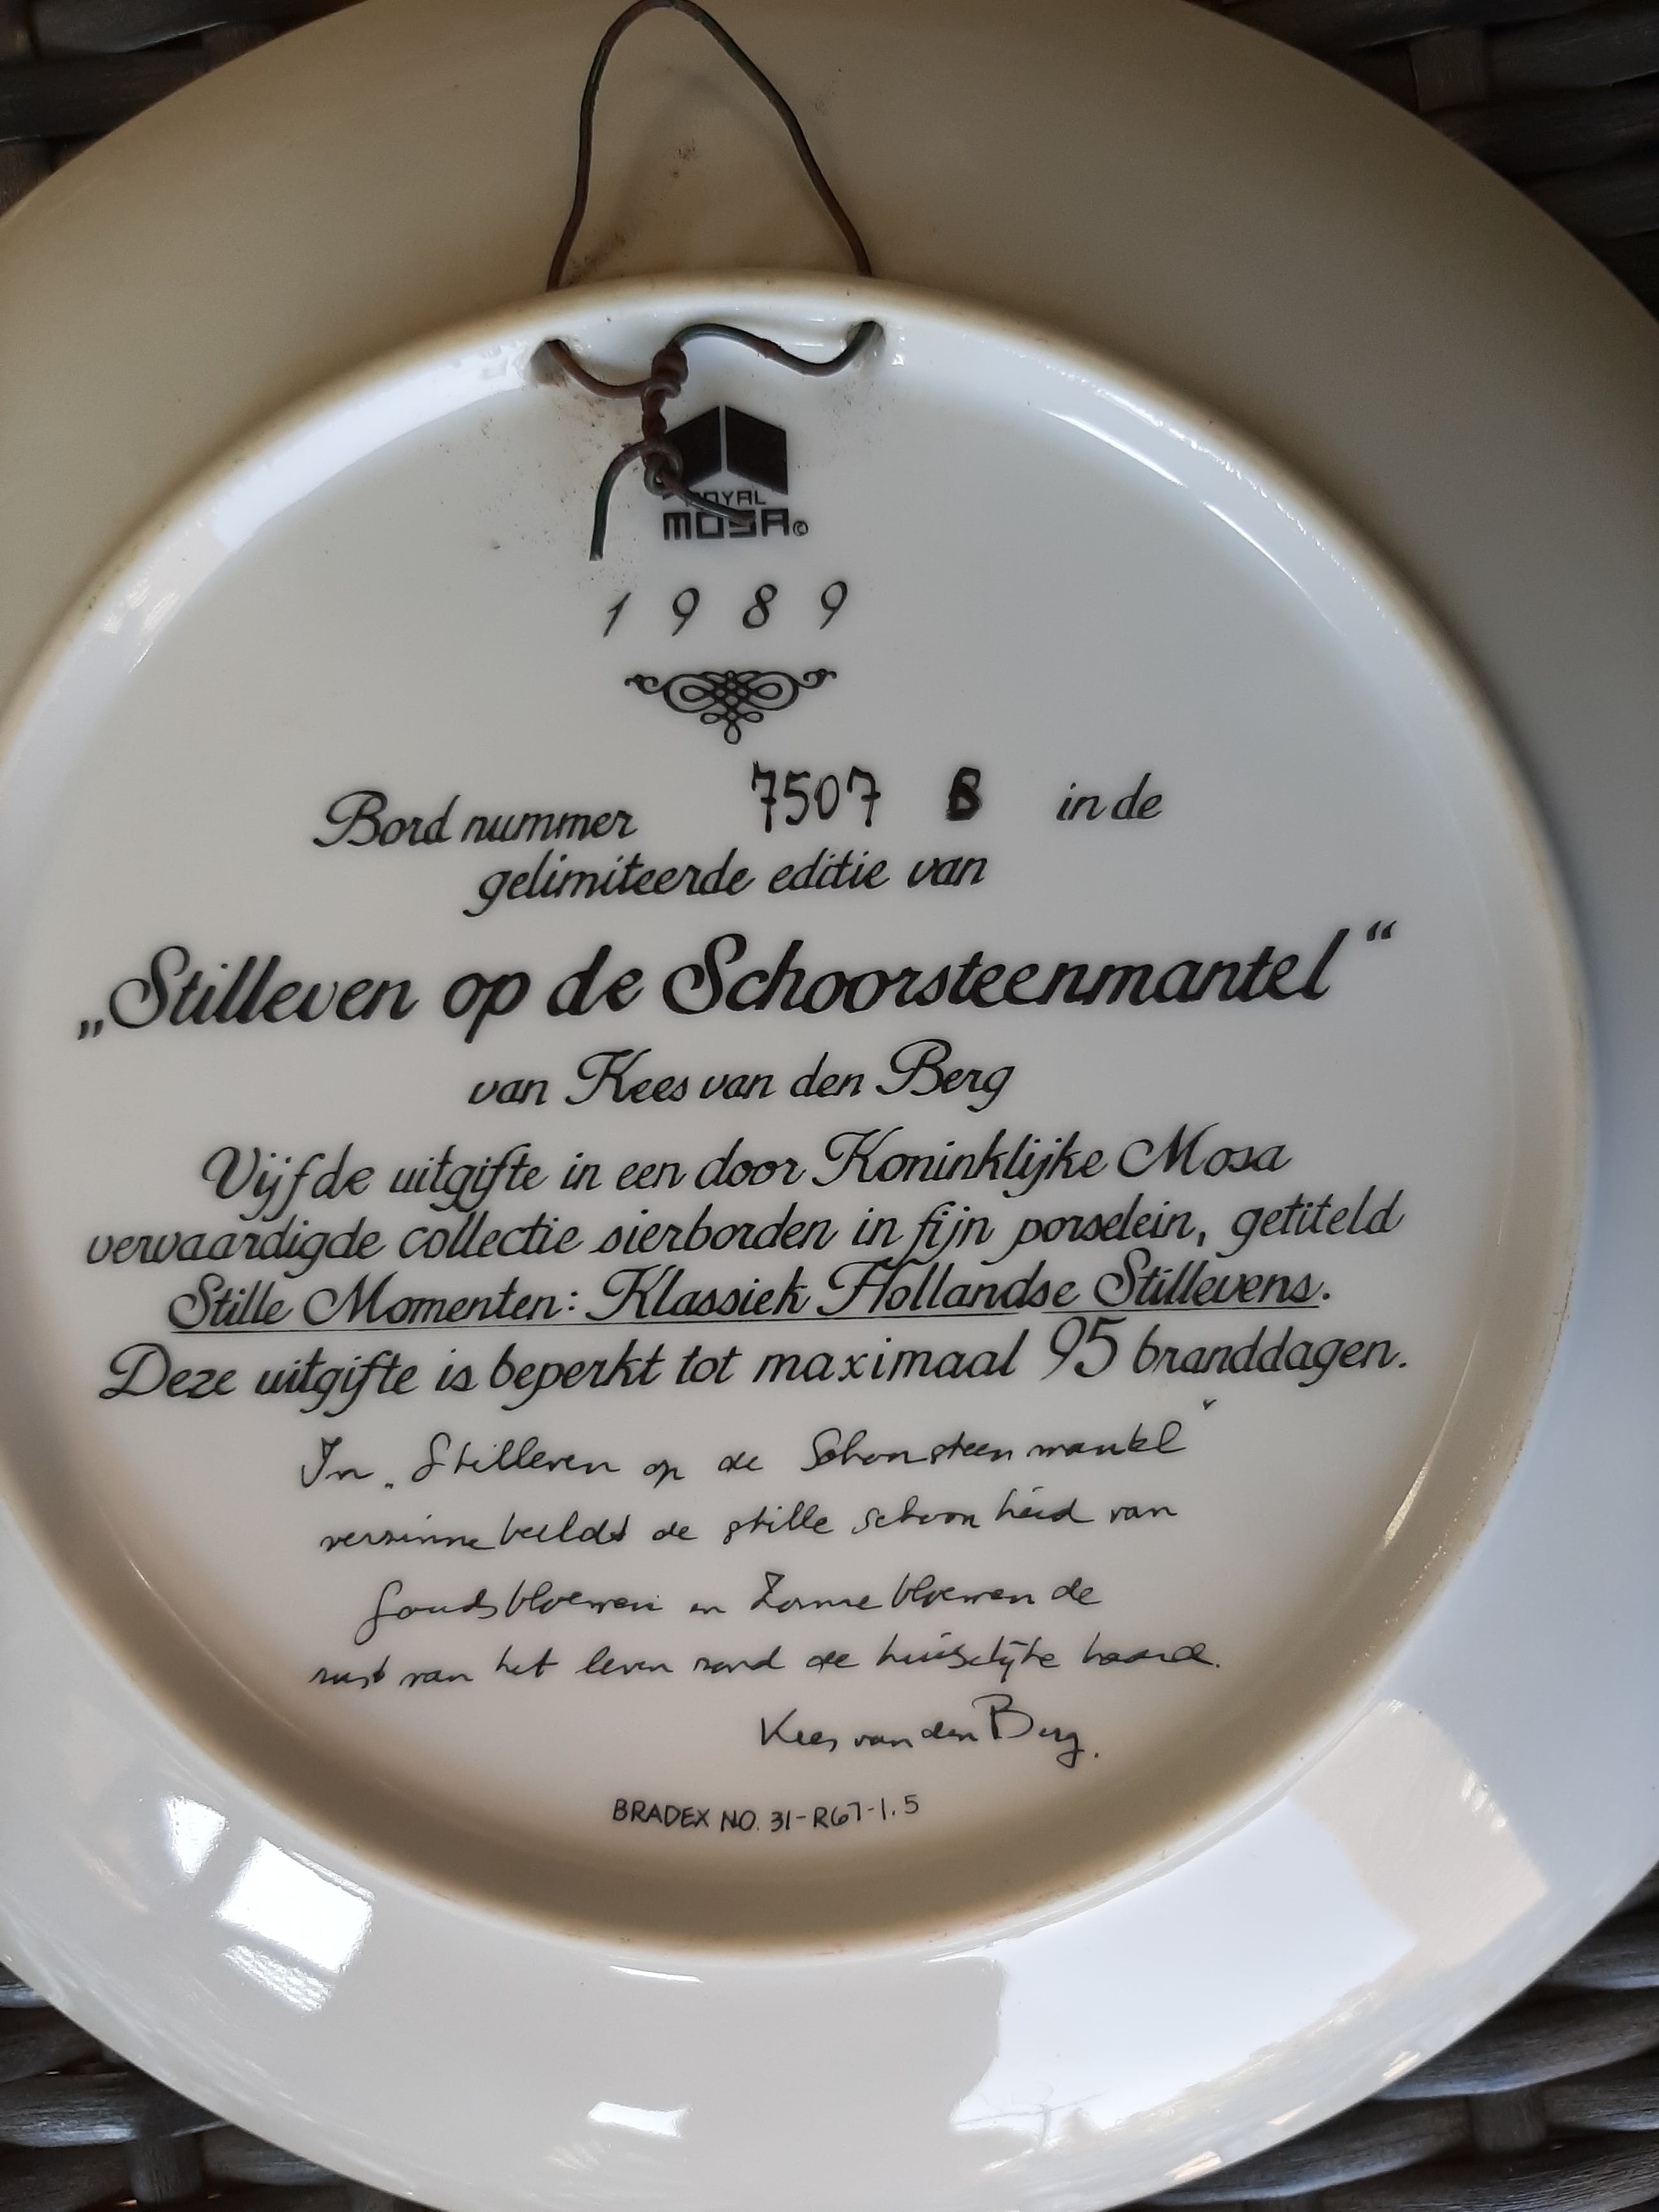 ROYAL
MOSA©
1989
Bord nummer 7507 B in de
gelimiteerde editie van
„Stilleven op de Schoorsteenmantel“
van Kees van den Berg
Vijfde uitgifte in een door Koninklijke Mosa
vervaardigde collectie sierborden in fijn porselein, getiteld
Stille Momenten: Klassiek Hollandse Stillevens.
Deze uitgifte is beperkt tot maximaal 95 branddagen.
In „Stilleven op de Schoorsteenmantel“
verzinnebeeldt de stille schoonheid van
goudsbloemen en zonnebloemen de
rust van het leven rond de huiselijke haard.
Kees van den Berg.
BRADEX NO. 31-R67-1.5